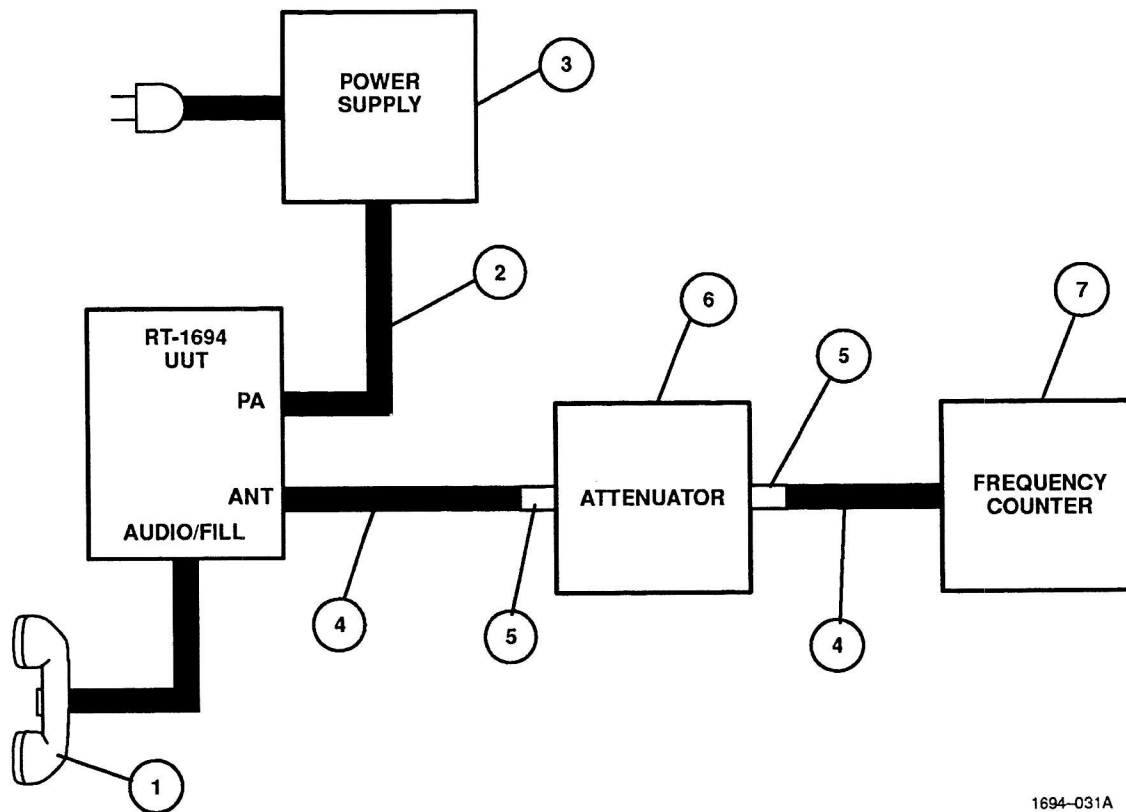 POWER
SUPPLY
3
2
RT-1694
UUT
PA
ANT
AUDIO/FILL
6
7
5
ATTENUATOR
FREQUENCY
COUNTER
4
5
4
1
1694-031A